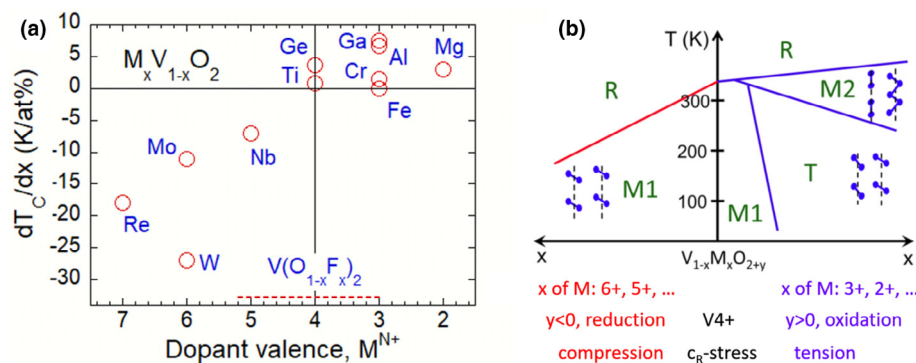 (a)
dTC/dx (K/at%)
10
5
0
-5
-10
-15
-20
-25
-30
MxV1-xO2
Ge
Ti
Ga
Al
Cr
Fe
Mg
Mo
Nb
Re
W
V(O1-xFx)2
7 6 5 4 3 2
Dopant valence, MN+
(b)
T (K)
300
200
100
R
R
M2
M1
M1
T
x V1-xMxO2+y x
x of M: 6+, 5+, ... x of M: 3+, 2+, ...
y<0, reduction V4+ y>0, oxidation
compression cR-stress tension